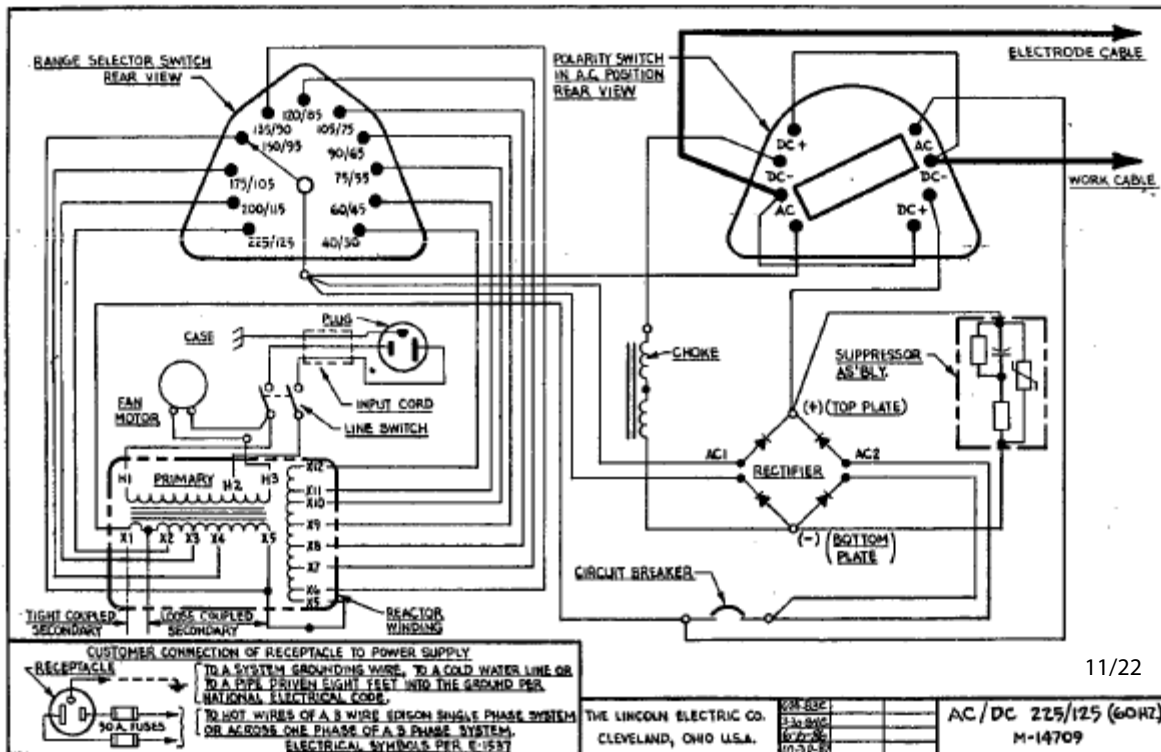 RANGE SELECTOR SWITCH
REAR VIEW
120/85
135/90
150/95
105/75
90/65
75/55
175/105
200/115
60/45
225/125
40/30
POLARITY SWITCH
IN A.C. POSITION
REAR VIEW
DC+
DC-
AC
AC
DC-
DC+
ELECTRODE CABLE
WORK CABLE
CASE
PLUG
FAN
MOTOR
INPUT CORD
LINE SWITCH
CHOKE
SUPPRESSOR
AS'BLY.
(+) (TOP PLATE)
AC1
AC2
RECTIFIER
(-) (BOTTOM
PLATE)
CIRCUIT BREAKER
H1
PRIMARY
H2
H3
X12
X11
X10
X9
X8
X7
X6
X5
X1
X2
X3
X4
X5
TIGHT COUPLED
SECONDARY
LOOSE COUPLED
SECONDARY
REACTOR
WINDING
CUSTOMER CONNECTION OF RECEPTACLE TO POWER SUPPLY
RECEPTACLE
TO A SYSTEM GROUNDING WIRE, TO A COLD WATER LINE OR
TO A PIPE DRIVEN EIGHT FEET INTO THE GROUND PER
NATIONAL ELECTRICAL CODE.
50 A. FUSES
TO HOT WIRES OF A 3 WIRE EDISON SINGLE PHASE SYSTEM
OR ACROSS ONE PHASE OF A 3 PHASE SYSTEM.
ELECTRICAL SYMBOLS PER E-1537
11/22
THE LINCOLN ELECTRIC CO.
CLEVELAND, OHIO U.S.A.
AC/DC 225/125 (60HZ)
M-14709